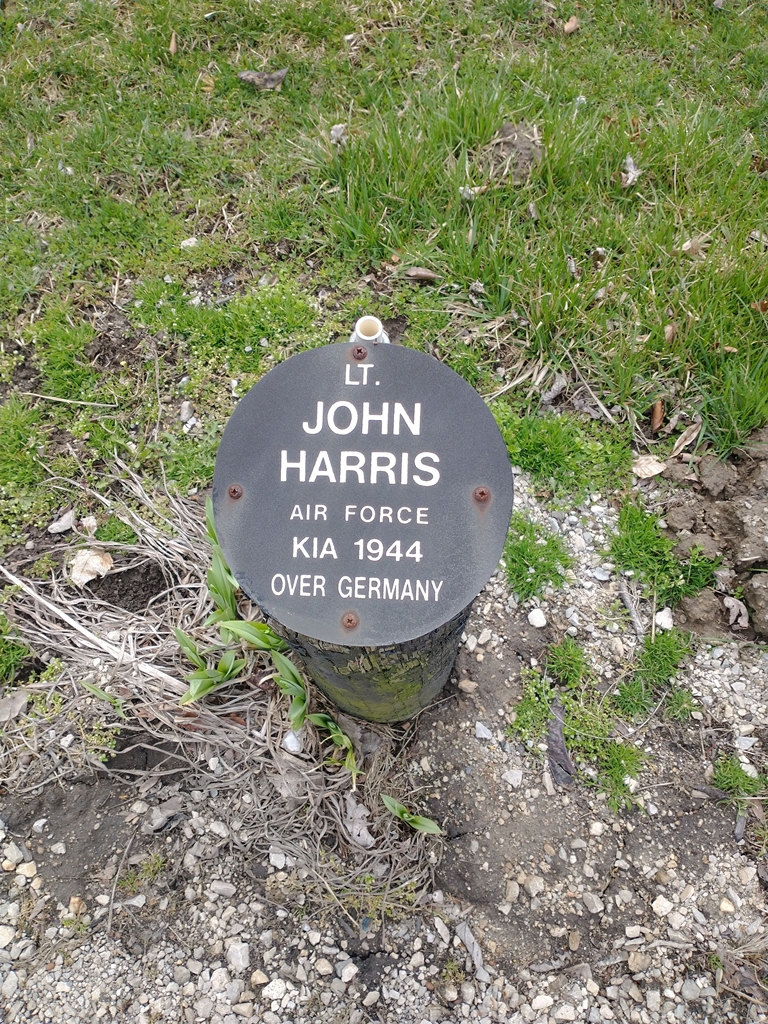 LT.
JOHN
HARRIS
AIR FORCE
KIA 1944
OVER GERMANY